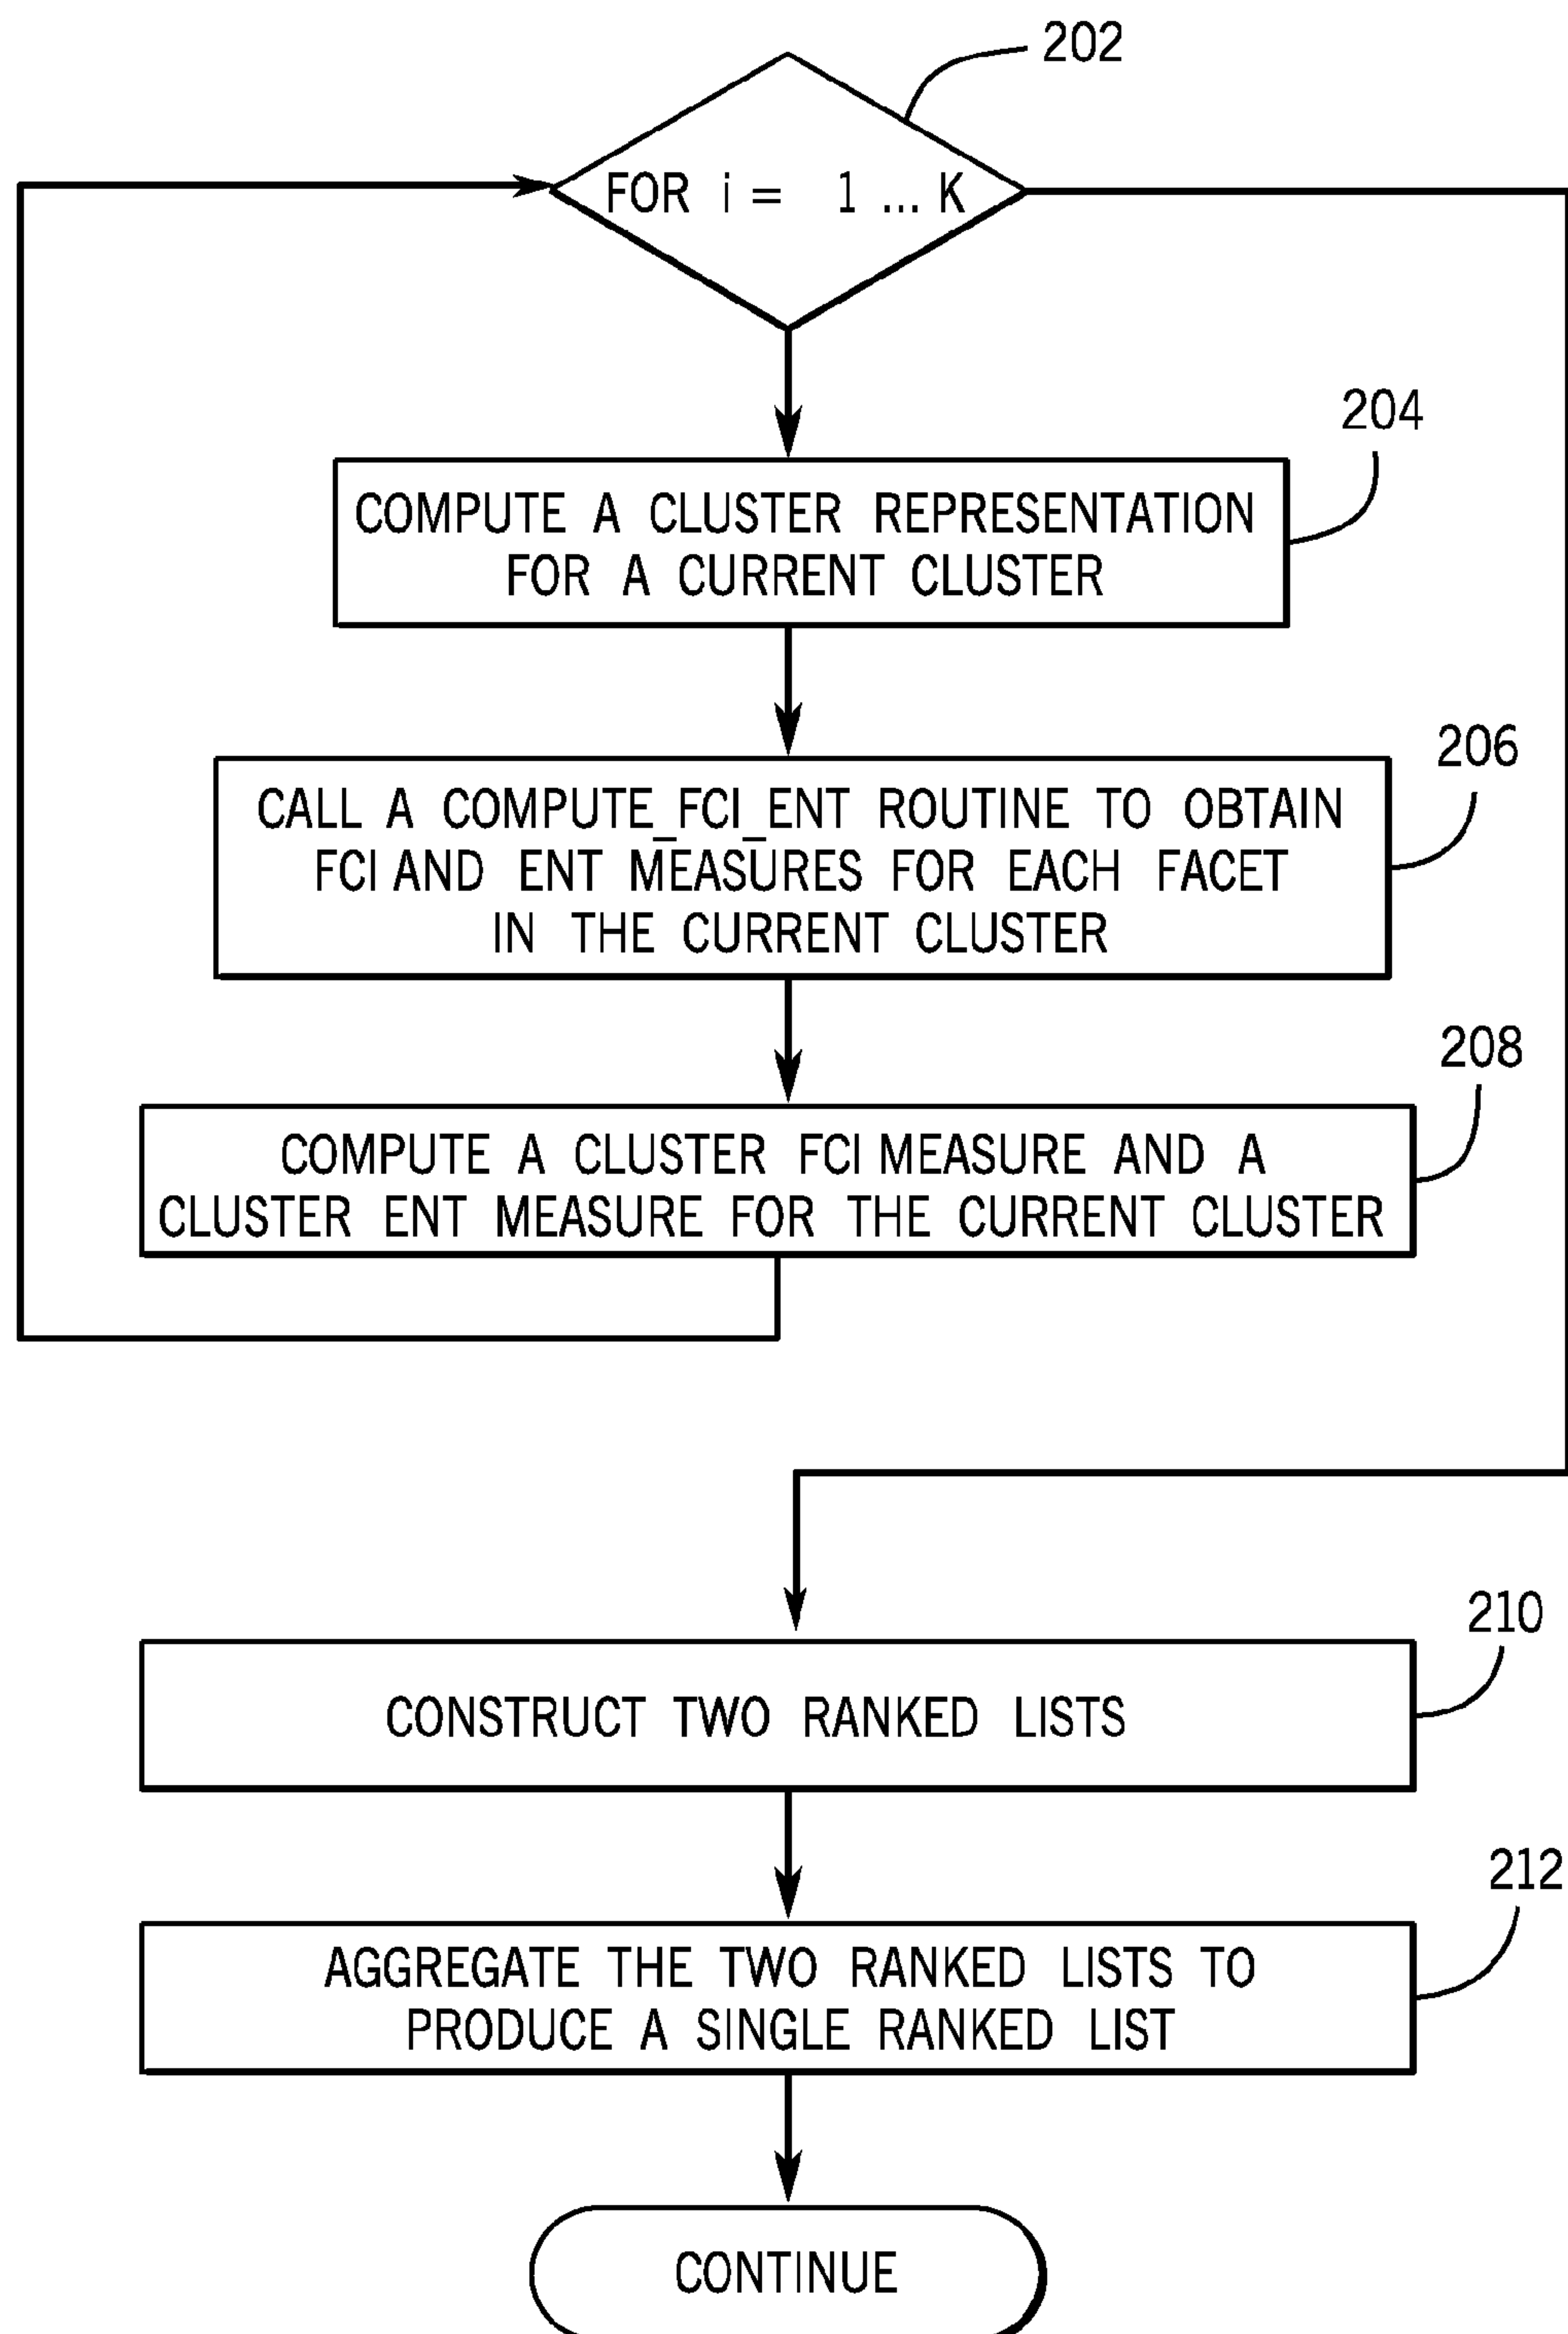 202
FOR i = 1 ... K
204
COMPUTE A CLUSTER REPRESENTATION
FOR A CURRENT CLUSTER
206
CALL A COMPUTE_FCI_ENT ROUTINE TO OBTAIN
FCI AND ENT MEASURES FOR EACH FACET
IN THE CURRENT CLUSTER
208
COMPUTE A CLUSTER FCI MEASURE AND A
CLUSTER ENT MEASURE FOR THE CURRENT CLUSTER
210
CONSTRUCT TWO RANKED LISTS
212
AGGREGATE THE TWO RANKED LISTS TO
PRODUCE A SINGLE RANKED LIST
CONTINUE